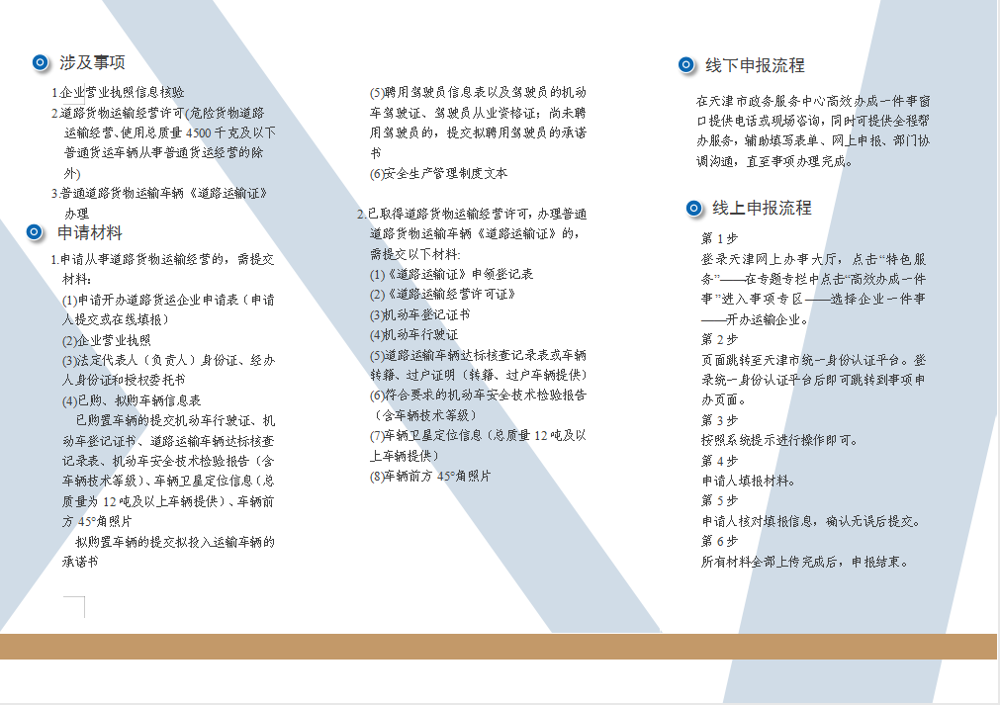 涉及事项
1.企业营业执照信息核验
2.道路货物运输经营许可(危险货物道路
运输经营、使用总质量 4500 千克及以下
普通货运车辆从事普通货运经营的除
外)
3.普通道路货物运输车辆《道路运输证》
办理
申请材料
1.申请从事道路货物运输经营的，需提交
材料：
(1)申请开办道路货运企业申请表（申请
人提交或在线填报）
(2)企业营业执照
(3)法定代表人（负责人）身份证、经办
人身份证和授权委托书
(4)已购、拟购车辆信息表
已购置车辆的提交机动车行驶证、机
动车登记证书、道路运输车辆达标核查
记录表、机动车安全技术检验报告（含
车辆技术等级）、车辆卫星定位信息（总
质量为 12 吨及以上车辆提供）、车辆前
方 45°角照片
拟购置车辆的提交拟投入运输车辆的
承诺书
(5)聘用驾驶员信息表以及驾驶员的机动
车驾驶证、驾驶员从业资格证；尚未聘
用驾驶员的，提交拟聘用驾驶员的承诺
书
(6)安全生产管理制度文本
2.已取得道路货物运输经营许可，办理普通
道路货物运输车辆《道路运输证》的，
需提交以下材料:
(1)《道路运输证》申领登记表
(2)《道路运输经营许可证》
(3)机动车登记证书
(4)机动车行驶证
(5)道路运输车辆达标核查记录表或车辆
转籍、过户证明（转籍、过户车辆提供）
(6)符合要求的机动车安全技术检验报告
（含车辆技术等级）
(7)车辆卫星定位信息（总质量 12 吨及以
上车辆提供）
(8)车辆前方 45°角照片
线下申报流程
在天津市政务服务中心高效办成一件事窗
口提供电话或现场咨询，同时可提供全程帮
办服务，辅助填写表单、网上申报、部门协
调沟通，直至事项办理完成。
线上申报流程
第 1 步
登录天津网上办事大厅，点击“特色服
务”——在专题专栏中点击“高效办成一件
事”进入事项专区——选择企业一件事
——开办运输企业。
第 2 步
页面跳转至天津市统一身份认证平台。登
录统一身份认证平台后即可跳转到事项申
办页面。
第 3 步
按照系统提示进行操作即可。
第 4 步
申请人填报材料。
第 5 步
申请人核对填报信息，确认无误后提交。
第 6 步
所有材料全部上传完成后，申报结束。